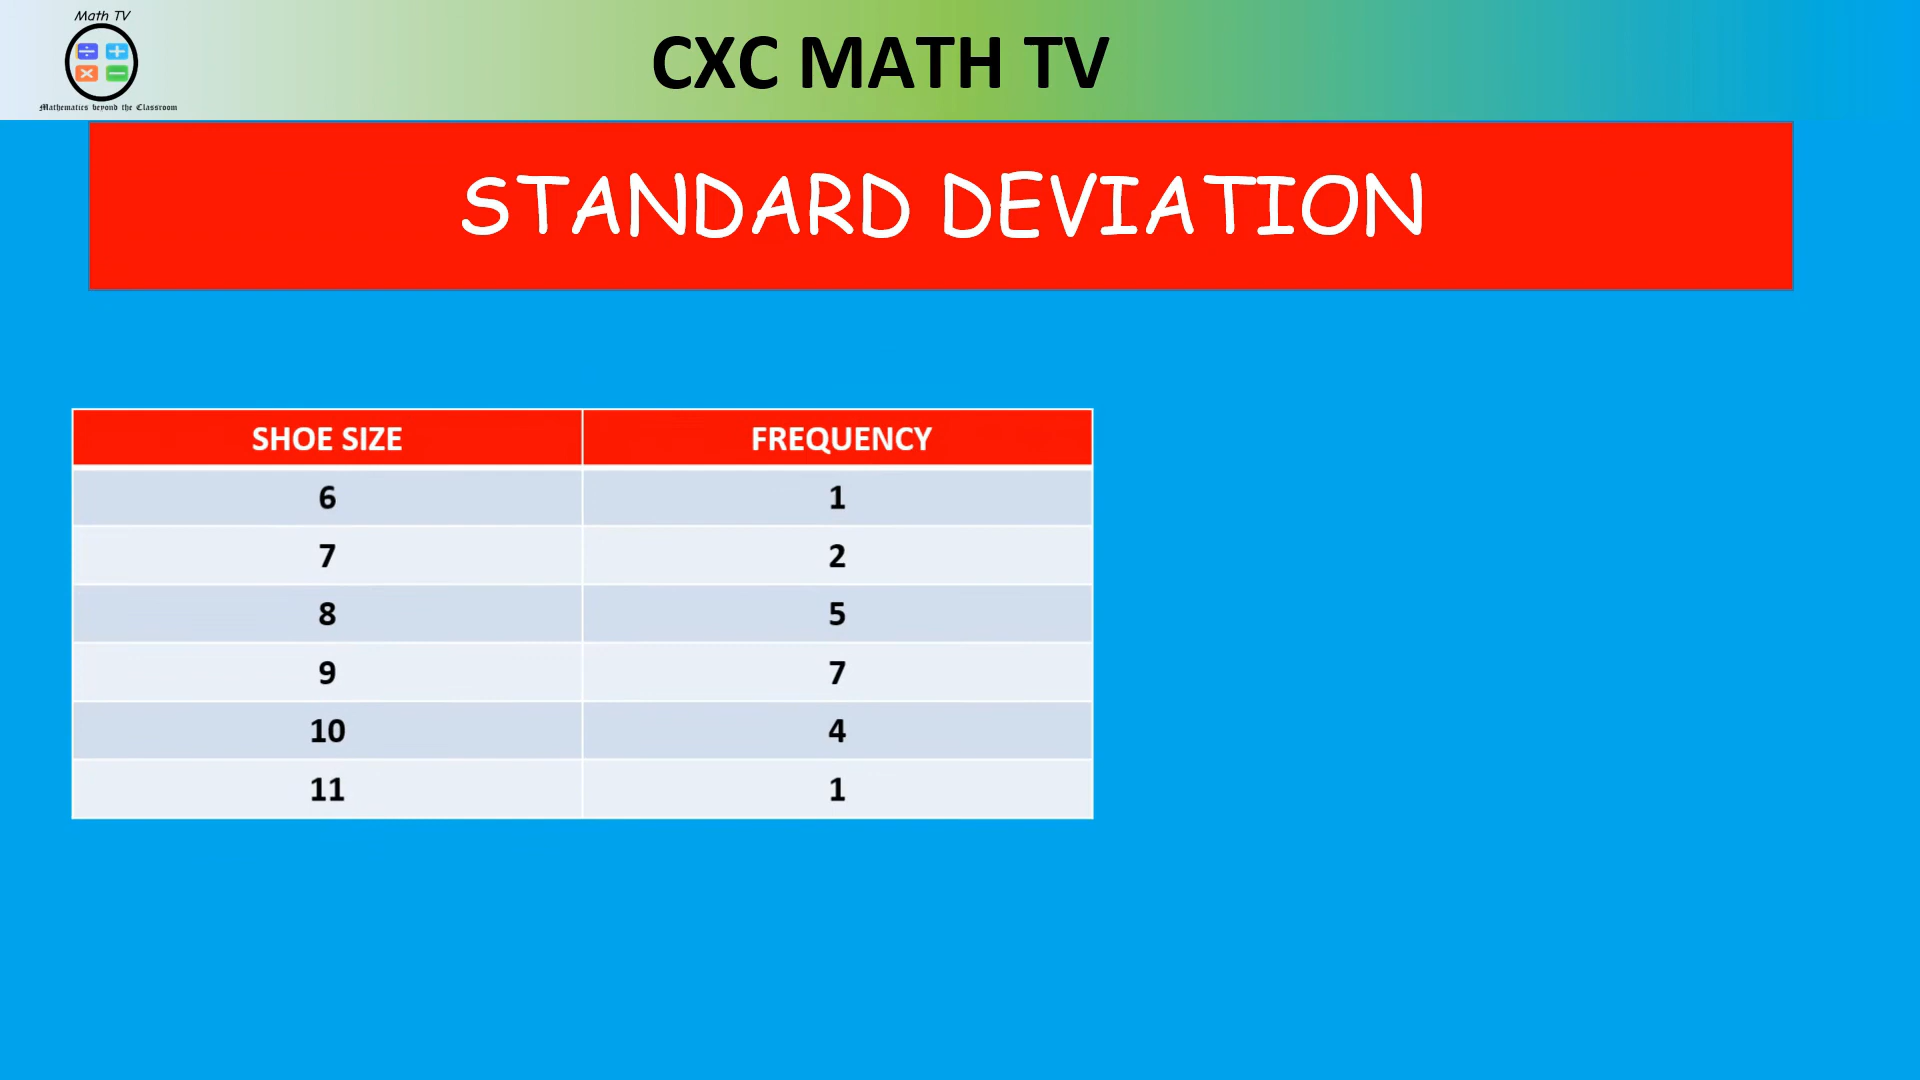 Math TV
Mathematics beyond the Classroom
CXC MATH TV
STANDARD DEVIATION
SHOE SIZE FREQUENCY
6 1
7 2
8 5
9 7
10 4
11 1